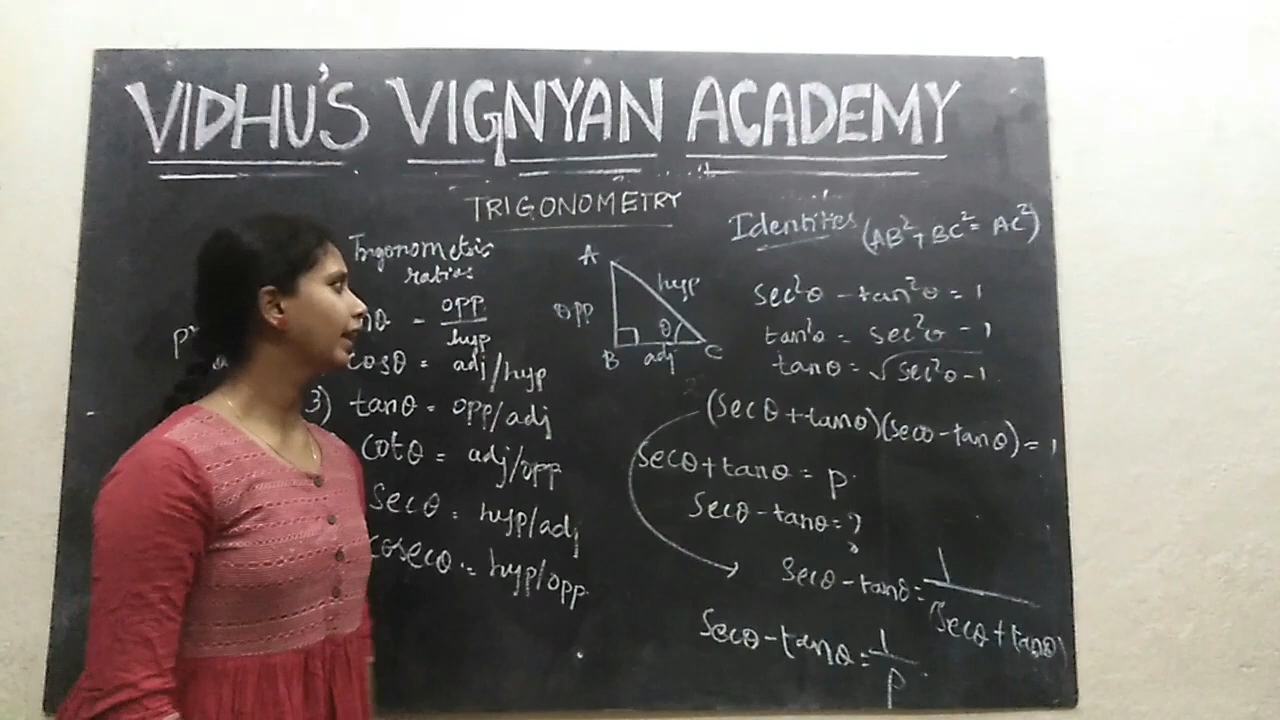 VIDHU'S VIGNYAN ACADEMY
TRIGONOMETRY
Trigonometric
ratios
θ = opp/hyp
cosθ = adj/hyp
3) tanθ = opp/adj
cotθ = adj/opp
Secθ = hyp/adj
cosecθ = hyp/opp
A
opp
hyp
θ
B
adj
C
Identities (AB² + BC² = AC²)
sec²θ - tan²θ = 1
tan²θ = sec²θ - 1
tanθ = √sec²θ-1
(secθ+tanθ)(secθ-tanθ) = 1
secθ+tanθ = p
Secθ-tanθ = ?
Secθ-tanθ = 1/(Secθ+tanθ)
Secθ-tanθ = 1/p